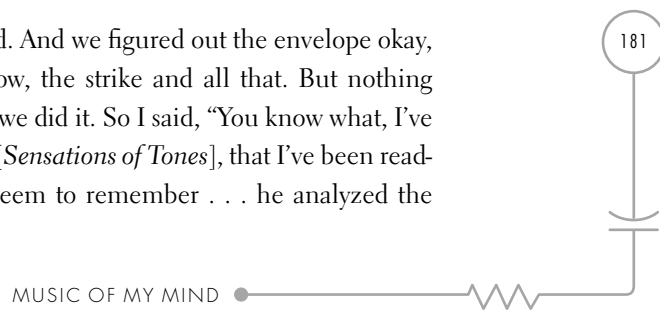 d. And we figured out the envelope okay,
ow, the strike and all that. But nothing
we did it. So I said, “You know what, I’ve
[Sensations of Tones], that I’ve been read-
eem to remember . . . he analyzed the
181
MUSIC OF MY MIND